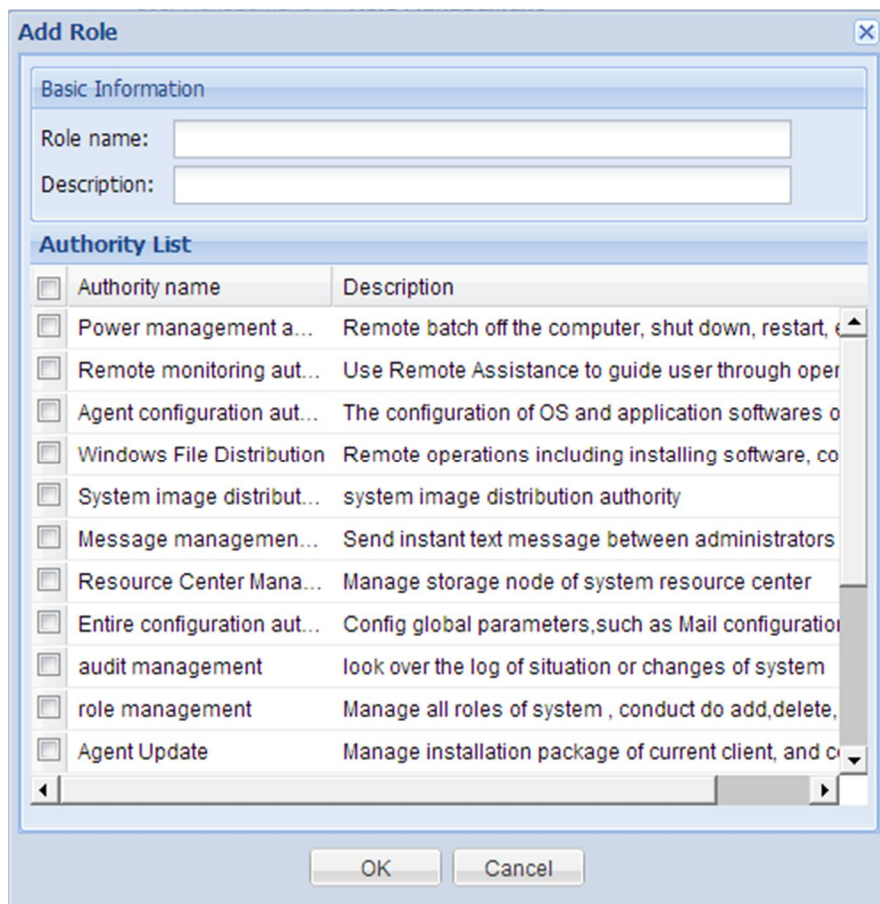 Add Role
Basic Information
Role name:
Description:
Authority List
Authority name Description
Power management a... Remote batch off the computer, shut down, restart,
Remote monitoring aut... Use Remote Assistance to guide user through oper
Agent configuration aut... The configuration of OS and application softwares o
Windows File Distribution Remote operations including installing software, co
System image distribut... system image distribution authority
Message managemen... Send instant text message between administrators
Resource Center Mana... Manage storage node of system resource center
Entire configuration aut... Config global parameters,such as Mail configuration
audit management look over the log of situation or changes of system
role management Manage all roles of system , conduct do add,delete,
Agent Update Manage installation package of current client, and
OK Cancel